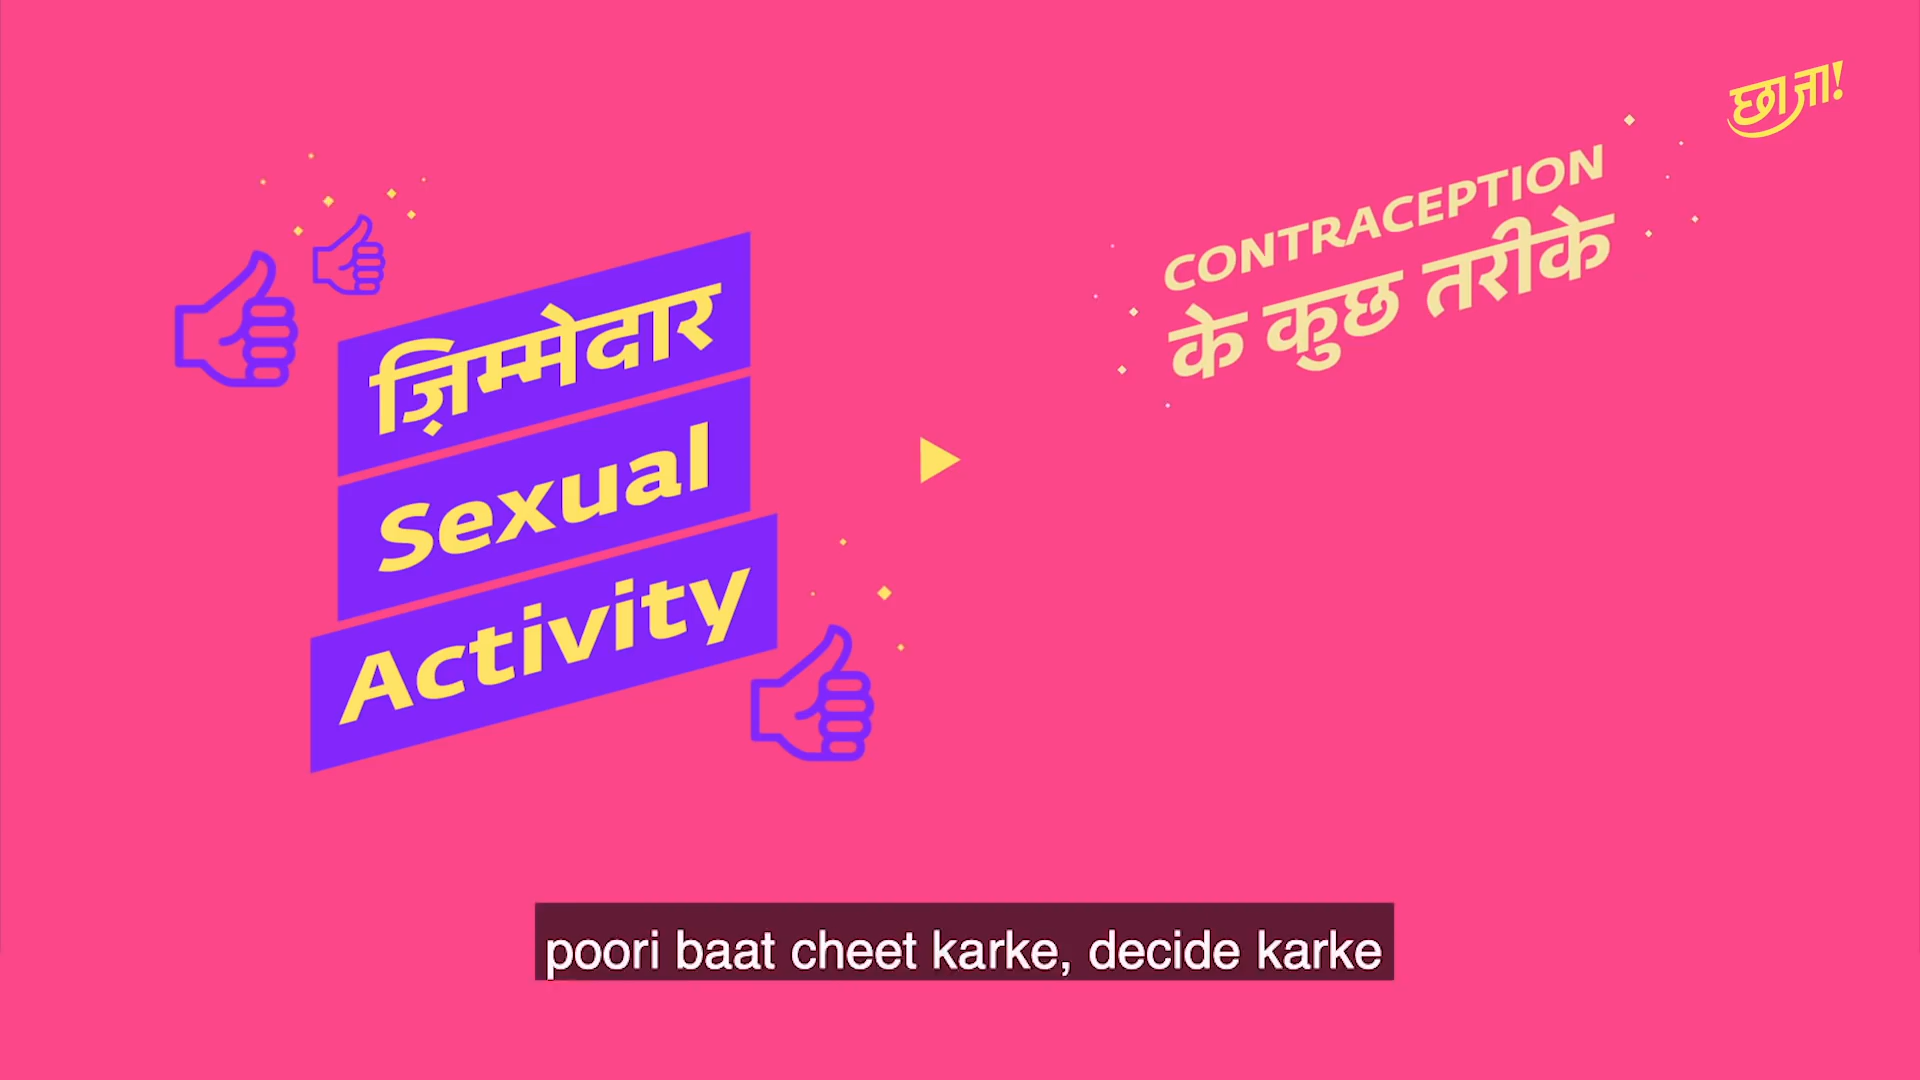 छा जा!
CONTRACEPTION
के कुछ तरीके
ज़िम्मेदार
Sexual
Activity
poori baat cheet karke, decide karke